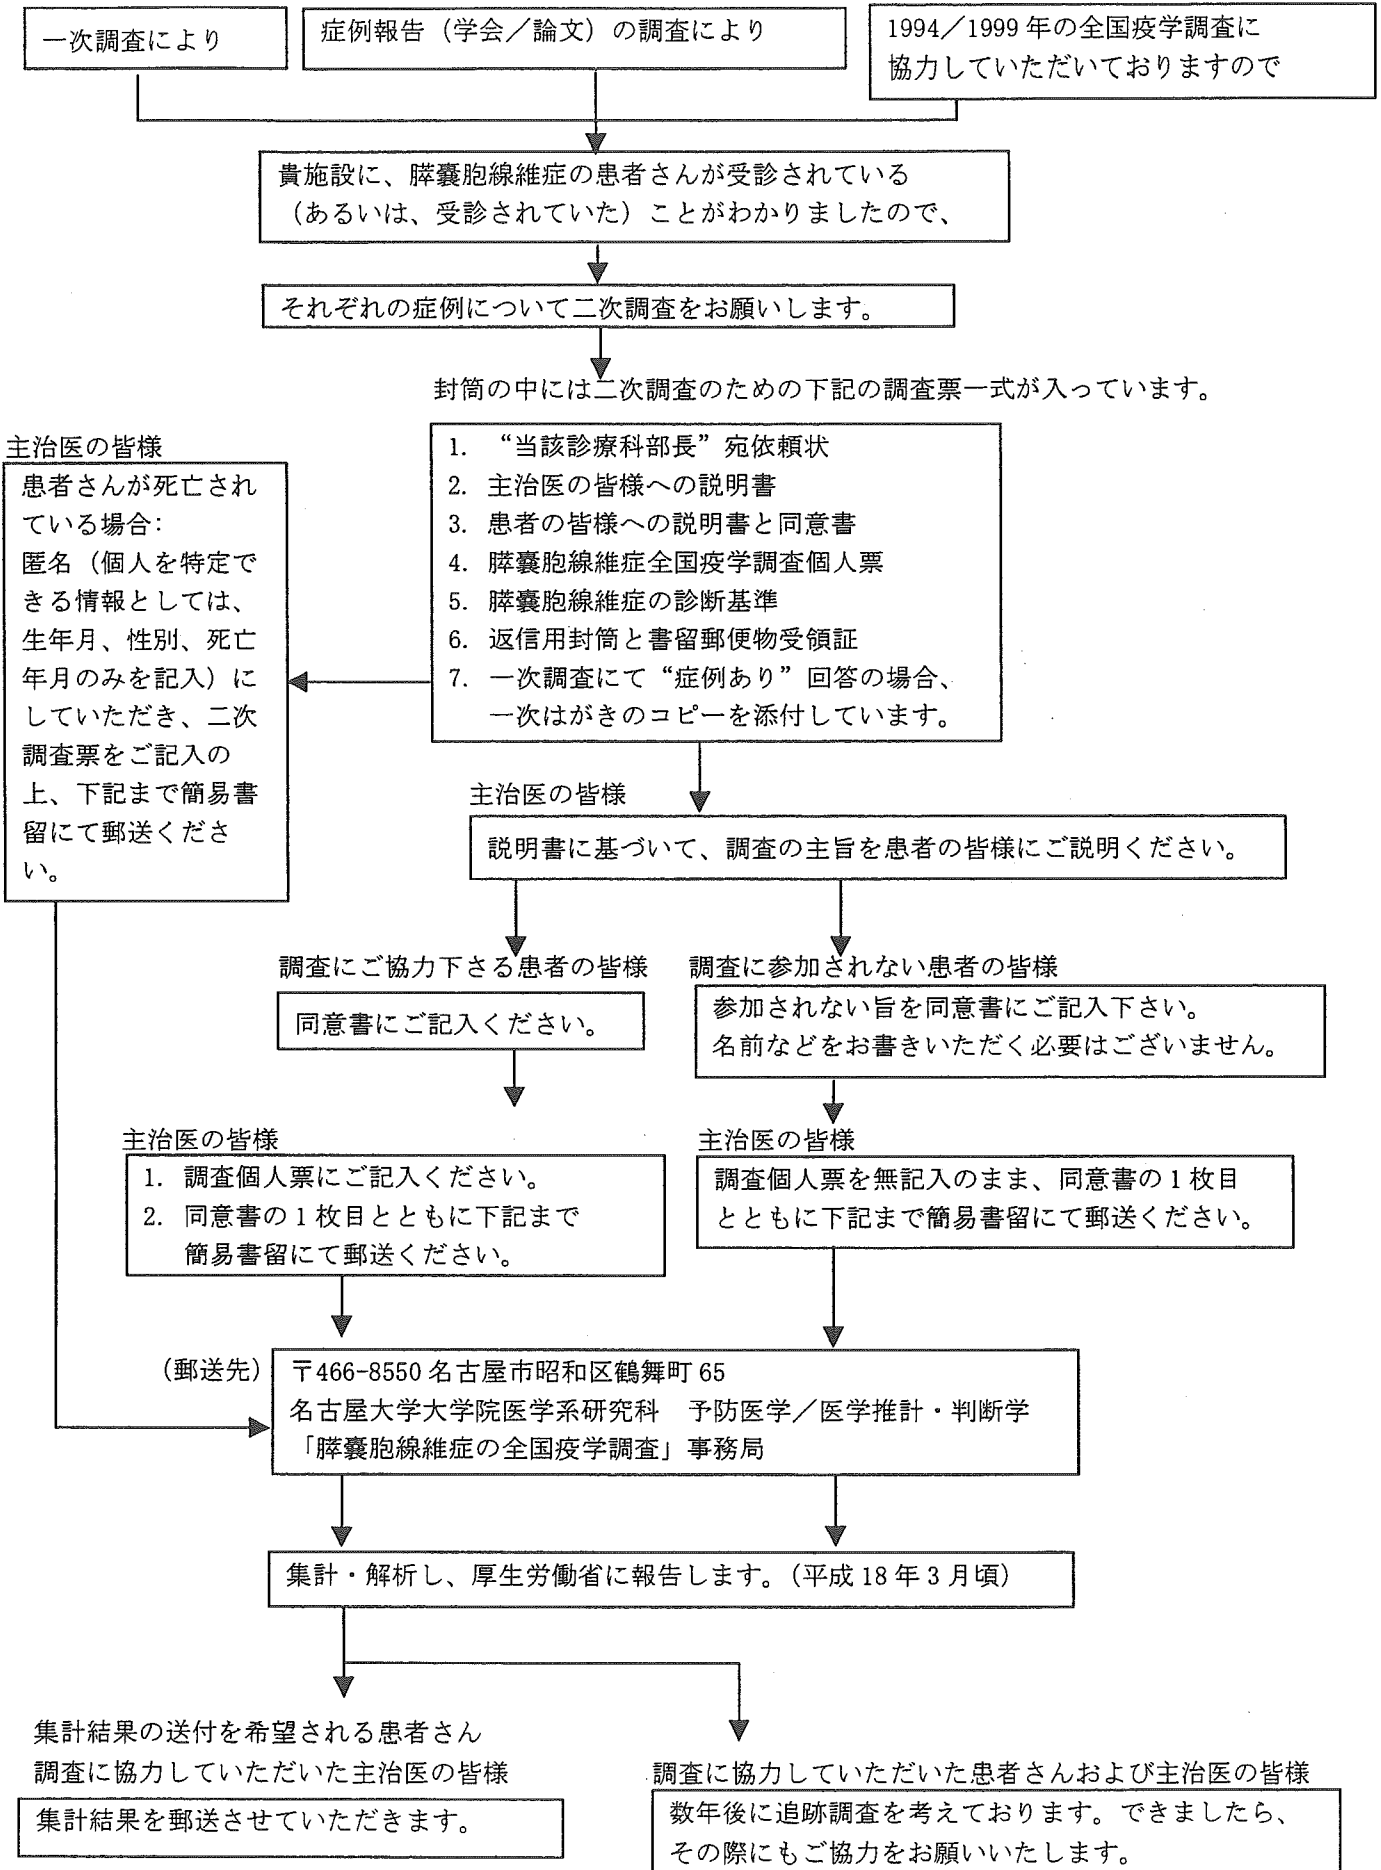 一次調査により
症例報告（学会／論文）の調査により
1994／1999年の全国疫学調査に
協力していただいておりますので
貴施設に、膵嚢胞線維症の患者さんが受診されている
（あるいは、受診されていた）ことがわかりましたので、
それぞれの症例について二次調査をお願いします。
封筒の中には二次調査のための下記の調査票一式が入っています。
1. “当該診療科部長”宛依頼状
2. 主治医の皆様への説明書
3. 患者の皆様への説明書と同意書
4. 膵嚢胞線維症全国疫学調査個人票
5. 膵嚢胞線維症の診断基準
6. 返信用封筒と書留郵便物受領証
7. 一次調査にて“症例あり”回答の場合、
一次はがきのコピーを添付しています。
主治医の皆様
患者さんが死亡され
ている場合：
匿名（個人を特定で
きる情報としては、
生年月、性別、死亡
年月のみを記入）に
していただき、二次
調査票をご記入の
上、下記まで簡易書
留にて郵送くださ
い。
主治医の皆様
説明書に基づいて、調査の主旨を患者の皆様にご説明ください。
調査にご協力下さる患者の皆様
同意書にご記入ください。
調査に参加されない患者の皆様
参加されない旨を同意書にご記入下さい。
名前などをお書きいただく必要はございません。
主治医の皆様
1. 調査個人票にご記入ください。
2. 同意書の1枚目とともに下記まで
簡易書留にて郵送ください。
主治医の皆様
調査個人票を無記入のまま、同意書の1枚目
とともに下記まで簡易書留にて郵送ください。
（郵送先）
〒466-8550 名古屋市昭和区鶴舞町65
名古屋大学大学院医学系研究科　予防医学／医学推計・判断学
「膵嚢胞線維症の全国疫学調査」事務局
集計・解析し、厚生労働省に報告します。（平成18年3月頃）
集計結果の送付を希望される患者さん
調査に協力していただいた主治医の皆様
集計結果を郵送させていただきます。
調査に協力していただいた患者さんおよび主治医の皆様
数年後に追跡調査を考えております。できましたら、
その際にもご協力をお願いいたします。